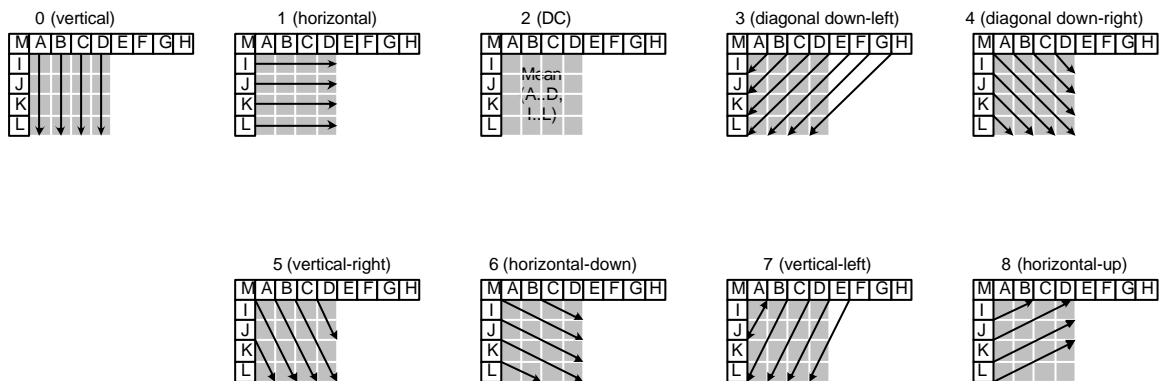 0 (vertical)
M A B C D E F G H
I
J
K
L
1 (horizontal)
M A B C D E F G H
I
J
K
L
2 (DC)
M A B C D E F G H
I
J
K
L
Mean
(A..D,
I..L)
3 (diagonal down-left)
M A B C D E F G H
I
J
K
L
4 (diagonal down-right)
M A B C D E F G H
I
J
K
L
5 (vertical-right)
M A B C D E F G H
I
J
K
L
6 (horizontal-down)
M A B C D E F G H
I
J
K
L
7 (vertical-left)
M A B C D E F G H
I
J
K
L
8 (horizontal-up)
M A B C D E F G H
I
J
K
L